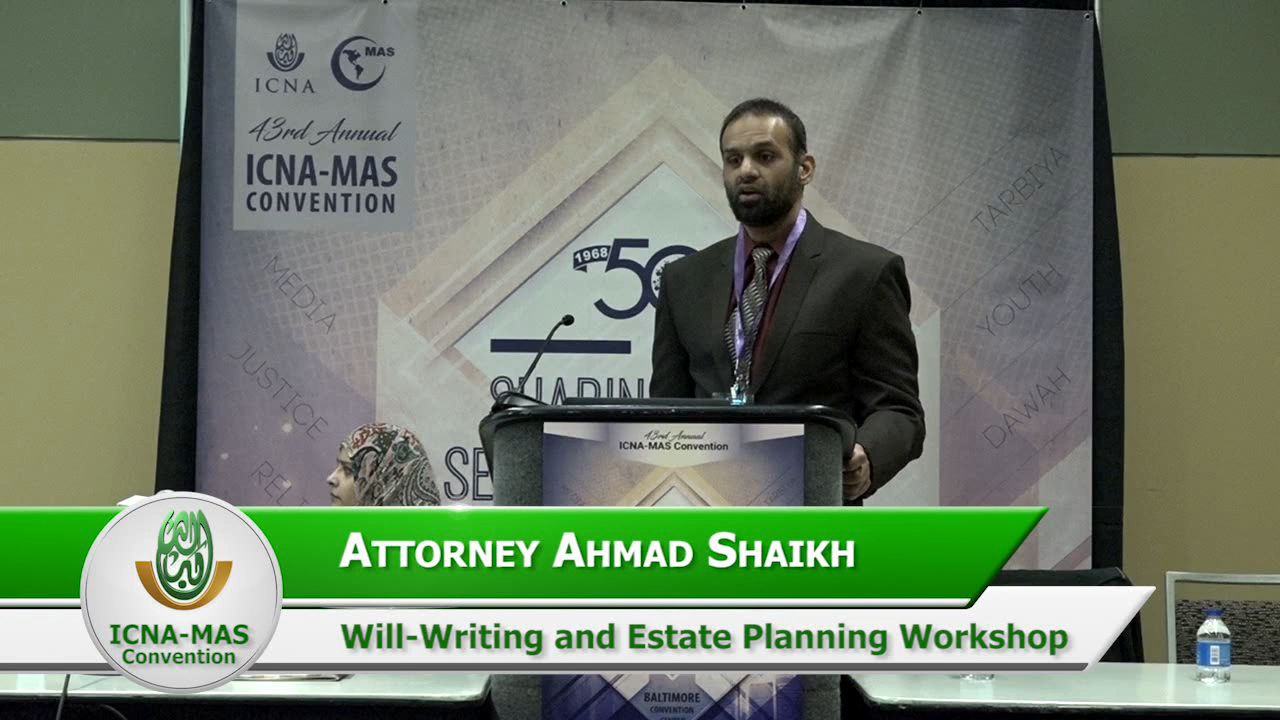 ICNA
MAS
43rd Annual
ICNA-MAS
CONVENTION
TARBIYA
MEDIA
1968
50
YOUTH
JUSTICE
DAWAH
43rd Annual
ICNA-MAS Convention
ATTORNEY AHMAD SHAIKH
ICNA-MAS
Convention
Will-Writing and Estate Planning Workshop
BALTIMORE
CONVENTION